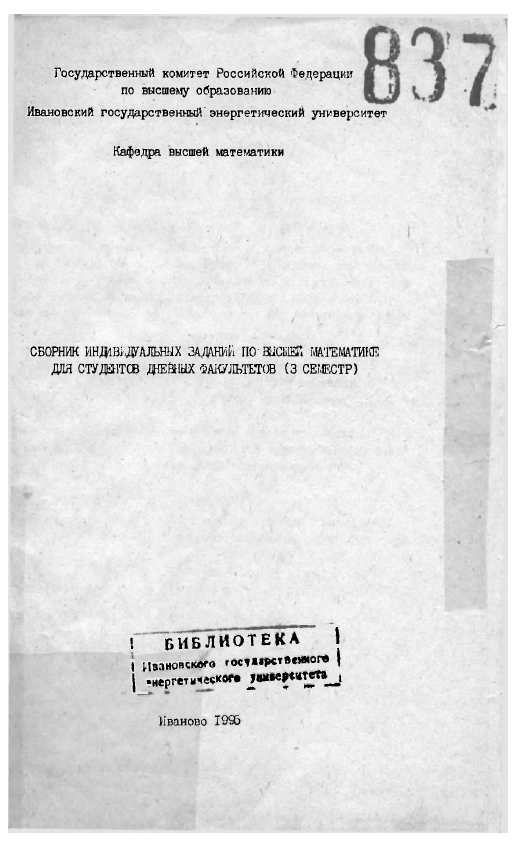 837
Государственный комитет Российской Федерации
по высшему образованию
Ивановский государственный энергетический университет
Кафедра высшей математики
СБОРНИК ИНДИВИДУАЛЬНЫХ ЗАДАНИЙ ПО ВЫСШЕЙ МАТЕМАТИКЕ
ДЛЯ СТУДЕНТОВ ДНЕВНЫХ ФАКУЛЬТЕТОВ (3 СЕМЕСТР)
БИБЛИОТЕКА
Ивановского государственного
энергетического университета
Иваново 1995